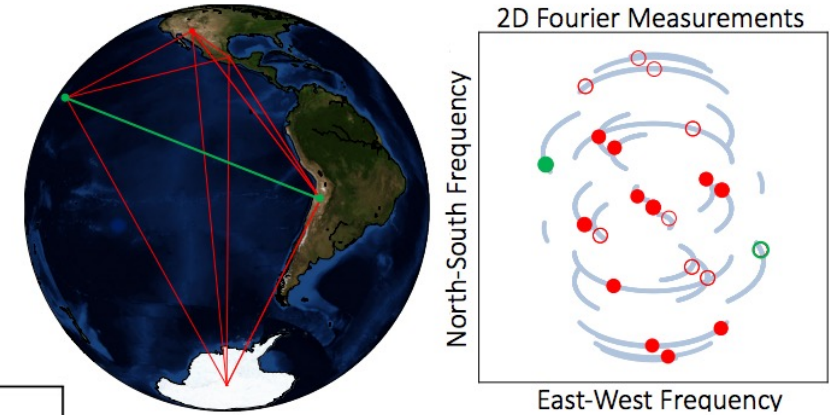 2D Fourier Measurements
North-South Frequency
East-West Frequency